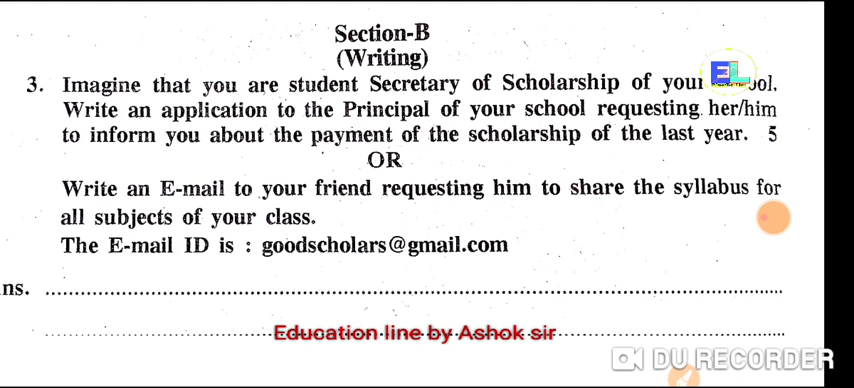 Section-B
(Writing)
3. Imagine that you are student Secretary of Scholarship of your
Write an application to the Principal of your school requesting her/him
to inform you about the payment of the scholarship of the last year. 5
OR
Write an E-mail to your friend requesting him to share the syllabus for
all subjects of your class.
The E-mail ID is : goodscholars@gmail.com
ns.
Education line by Ashok sir
DU RECORDER
EL